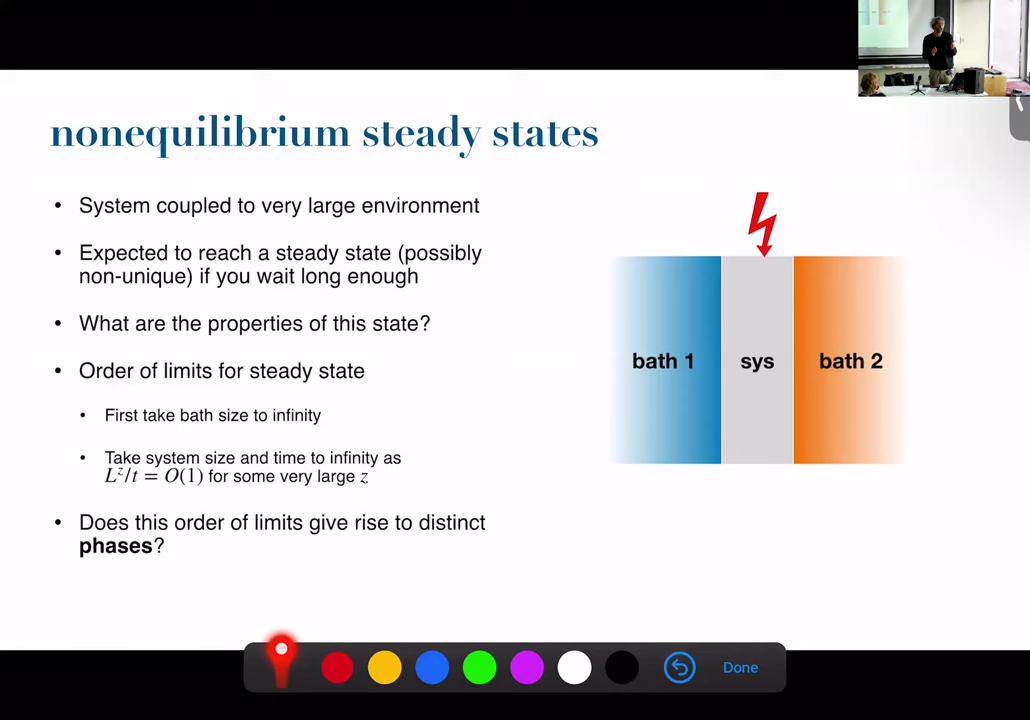 nonequilibrium steady states
• System coupled to very large environment
• Expected to reach a steady state (possibly
non-unique) if you wait long enough
• What are the properties of this state?
• Order of limits for steady state
• First take bath size to infinity
• Take system size and time to infinity as
L^z/t = O(1) for some very large z
• Does this order of limits give rise to distinct
phases?
bath 1
sys
bath 2
Done